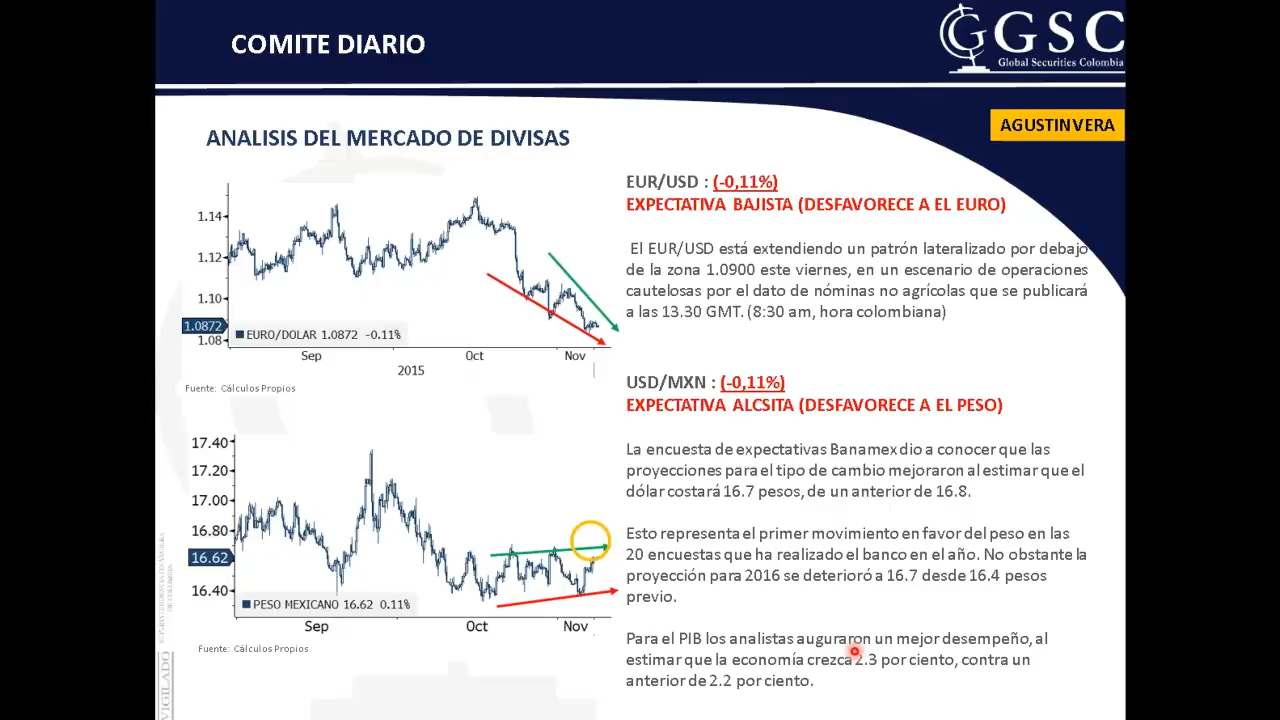 COMITE DIARIO
GGSC
Global Securities Colombia
AGUSTINVERA
ANALISIS DEL MERCADO DE DIVISAS
1.14
1.12
1.10
1.0872
1.08
EURO/DOLAR 1.0872 -0.11%
Sep Oct Nov
2015
Fuente: Cálculos Propios
EUR/USD : (-0,11%)
EXPECTATIVA BAJISTA (DESFAVORECE A EL EURO)
El EUR/USD está extendiendo un patrón lateralizado por debajo
de la zona 1.0900 este viernes, en un escenario de operaciones
cautelosas por el dato de nóminas no agrícolas que se publicará
a las 13.30 GMT. (8:30 am, hora colombiana)
17.40
17.20
17.00
16.80
16.62
16.40
PESO MEXICANO 16.62 0.11%
Sep Oct Nov
Fuente: Cálculos Propios
USD/MXN : (-0,11%)
EXPECTATIVA ALCSITA (DESFAVORECE A EL PESO)
La encuesta de expectativas Banamex dio a conocer que las
proyecciones para el tipo de cambio mejoraron al estimar que el
dólar costará 16.7 pesos, de un anterior de 16.8.
Esto representa el primer movimiento en favor del peso en las
20 encuestas que ha realizado el banco en el año. No obstante la
proyección para 2016 se deterioró a 16.7 desde 16.4 pesos
previo.
Para el PIB los analistas auguraron un mejor desempeño, al
estimar que la economía crezca 2.3 por ciento, contra un
anterior de 2.2 por ciento.
VIGILADO